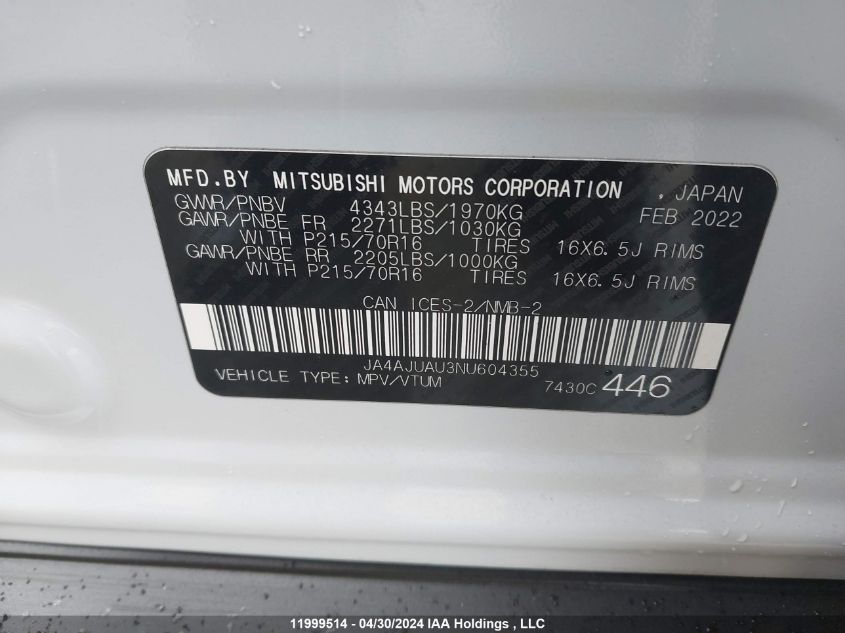 MFD.BY MITSUBISHI MOTORS CORPORATION , JAPAN
GVWR/PNBV 4343LBS/1970KG FEB 2022
GAWR/PNBE FR 2271LBS/1030KG
WITH P215/70R16 TIRES 16X6.5J RIMS
GAWR/PNBE RR 2205LBS/1000KG
WITH P215/70R16 TIRES 16X6.5J RIMS
CAN ICES-2/NMB-2
JA4AJUAU3NU604355
VEHICLE TYPE: MPV/VTUM 7430C 446
11999514 - 04/30/2024 IAA Holdings , LLC